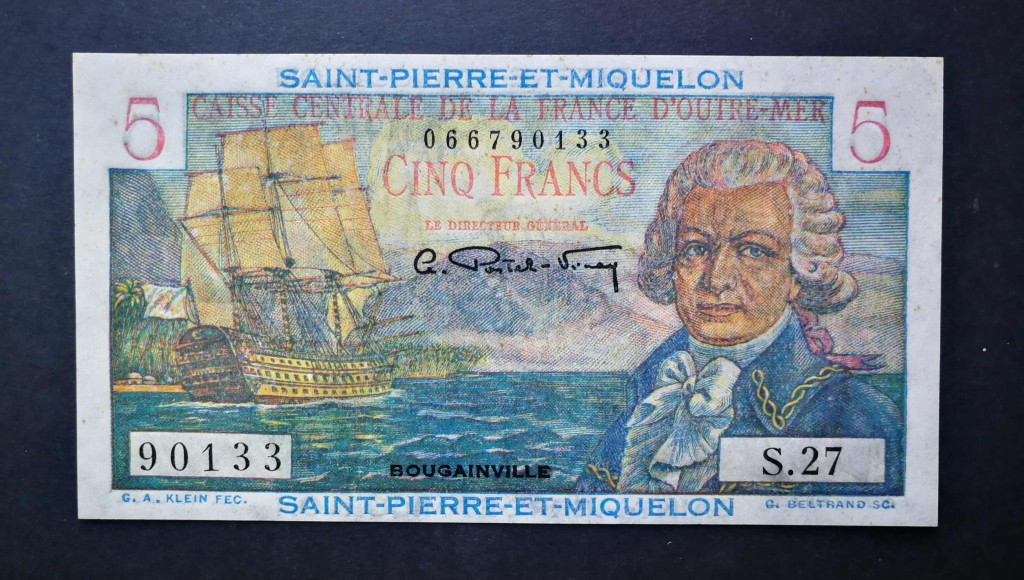 SAINT-PIERRE-ET-MIQUELON
5 CAISSE CENTRALE DE LA FRANCE D'OUTRE-MER 5
066790133
CINQ FRANCS
LE DIRECTEUR GÉNÉRAL
90133
BOUGAINVILLE
S.27
G. A. KLEIN FEC.
SAINT-PIERRE-ET-MIQUELON
G. BELTRAND SC.